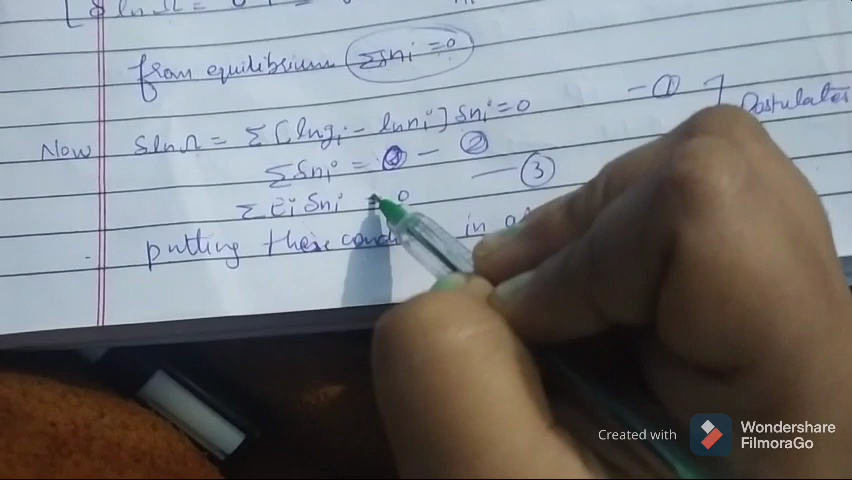 from equilibrium Σδni = 0
Now δlnΩ = Σ[lngi - lnni] δni = 0 — ① ] Postulates
Σδni = 0 — ②
Σ Ei δni = 0 — ③
putting these in
Created with Wondershare FilmoraGo